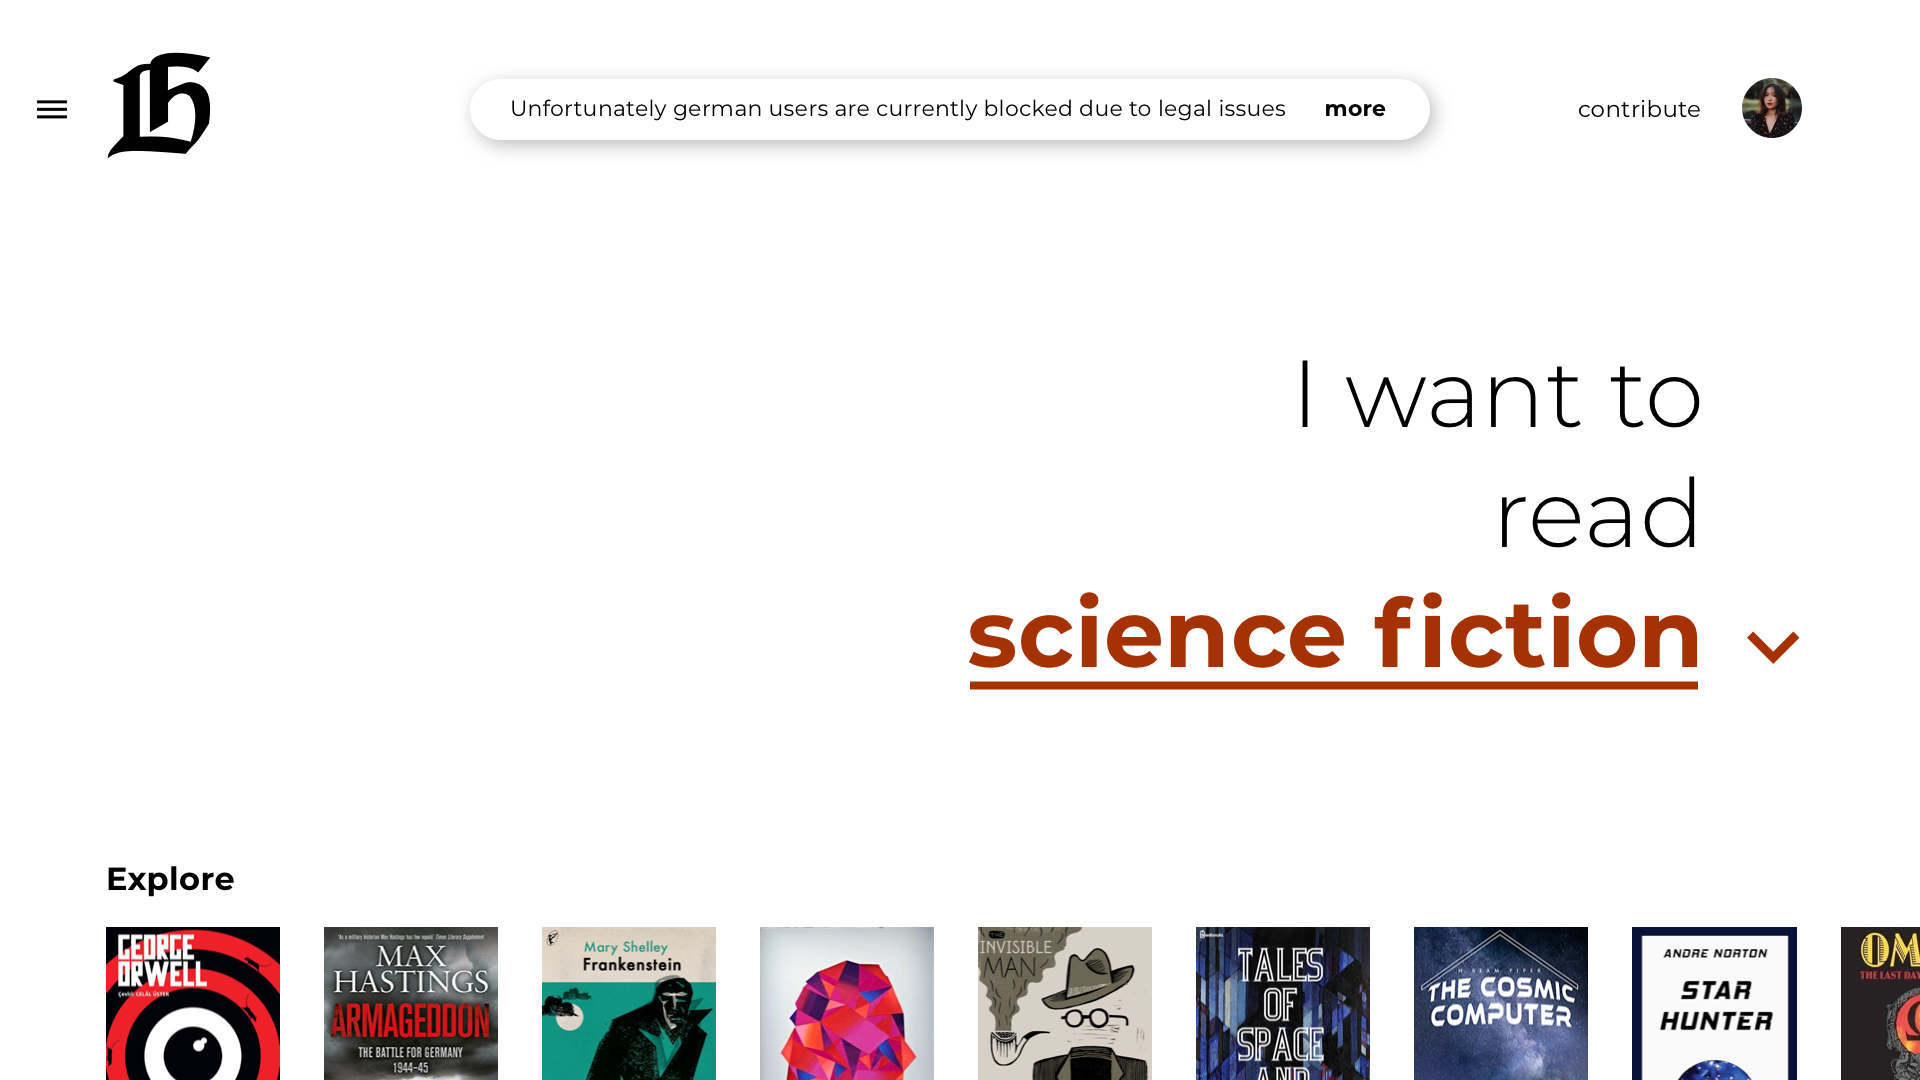 Unfortunately german users are currently blocked due to legal issues more
contribute
I want to
read
science fiction
Explore
GEORGE
ORWELL
Çeviri: CELÂL ÜSTER
"As a military historian Max Hastings has few equals" Times Literary Supplement
MAX
HASTINGS
ARMAGEDDON
THE BATTLE FOR GERMANY
1944-45
Mary Shelley
Frankenstein
THE
INVISIBLE
MAN
feedbooks
TALES
OF
SPACE
AND
H. BEAM PIPER
THE COSMIC
COMPUTER
ANDRE NORTON
STAR
HUNTER
OM
THE LAST DAY